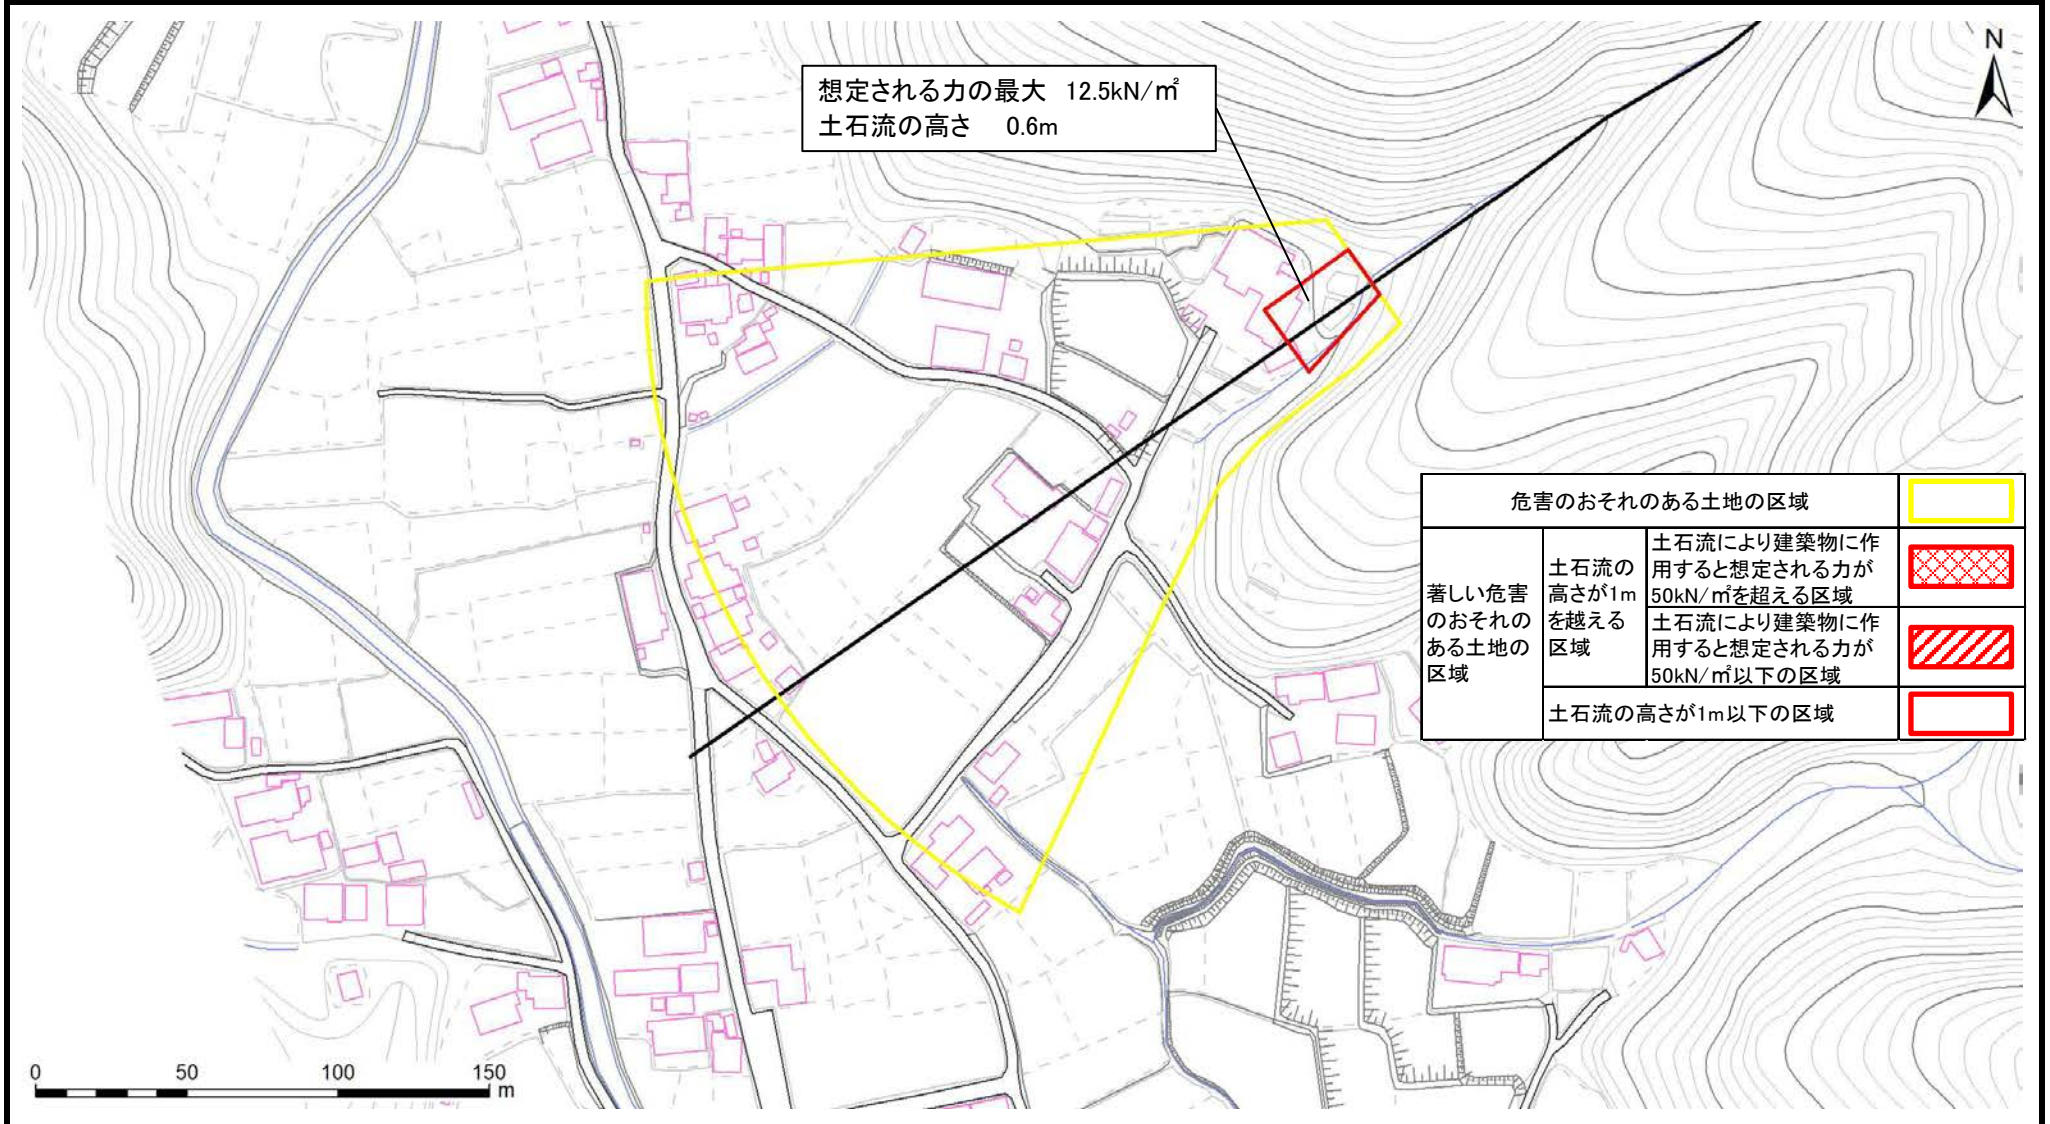 N
想定される力の最大 12.5kN/㎡
土石流の高さ 0.6m
危害のおそれのある土地の区域
著しい危害
のおそれの
ある土地の
区域
土石流の
高さが1m
を越える
区域
土石流により建築物に作
用すると想定される力が
50kN/㎡を超える区域
土石流により建築物に作
用すると想定される力が
50kN/㎡以下の区域
土石流の高さが1m以下の区域
0 50 100 150
m